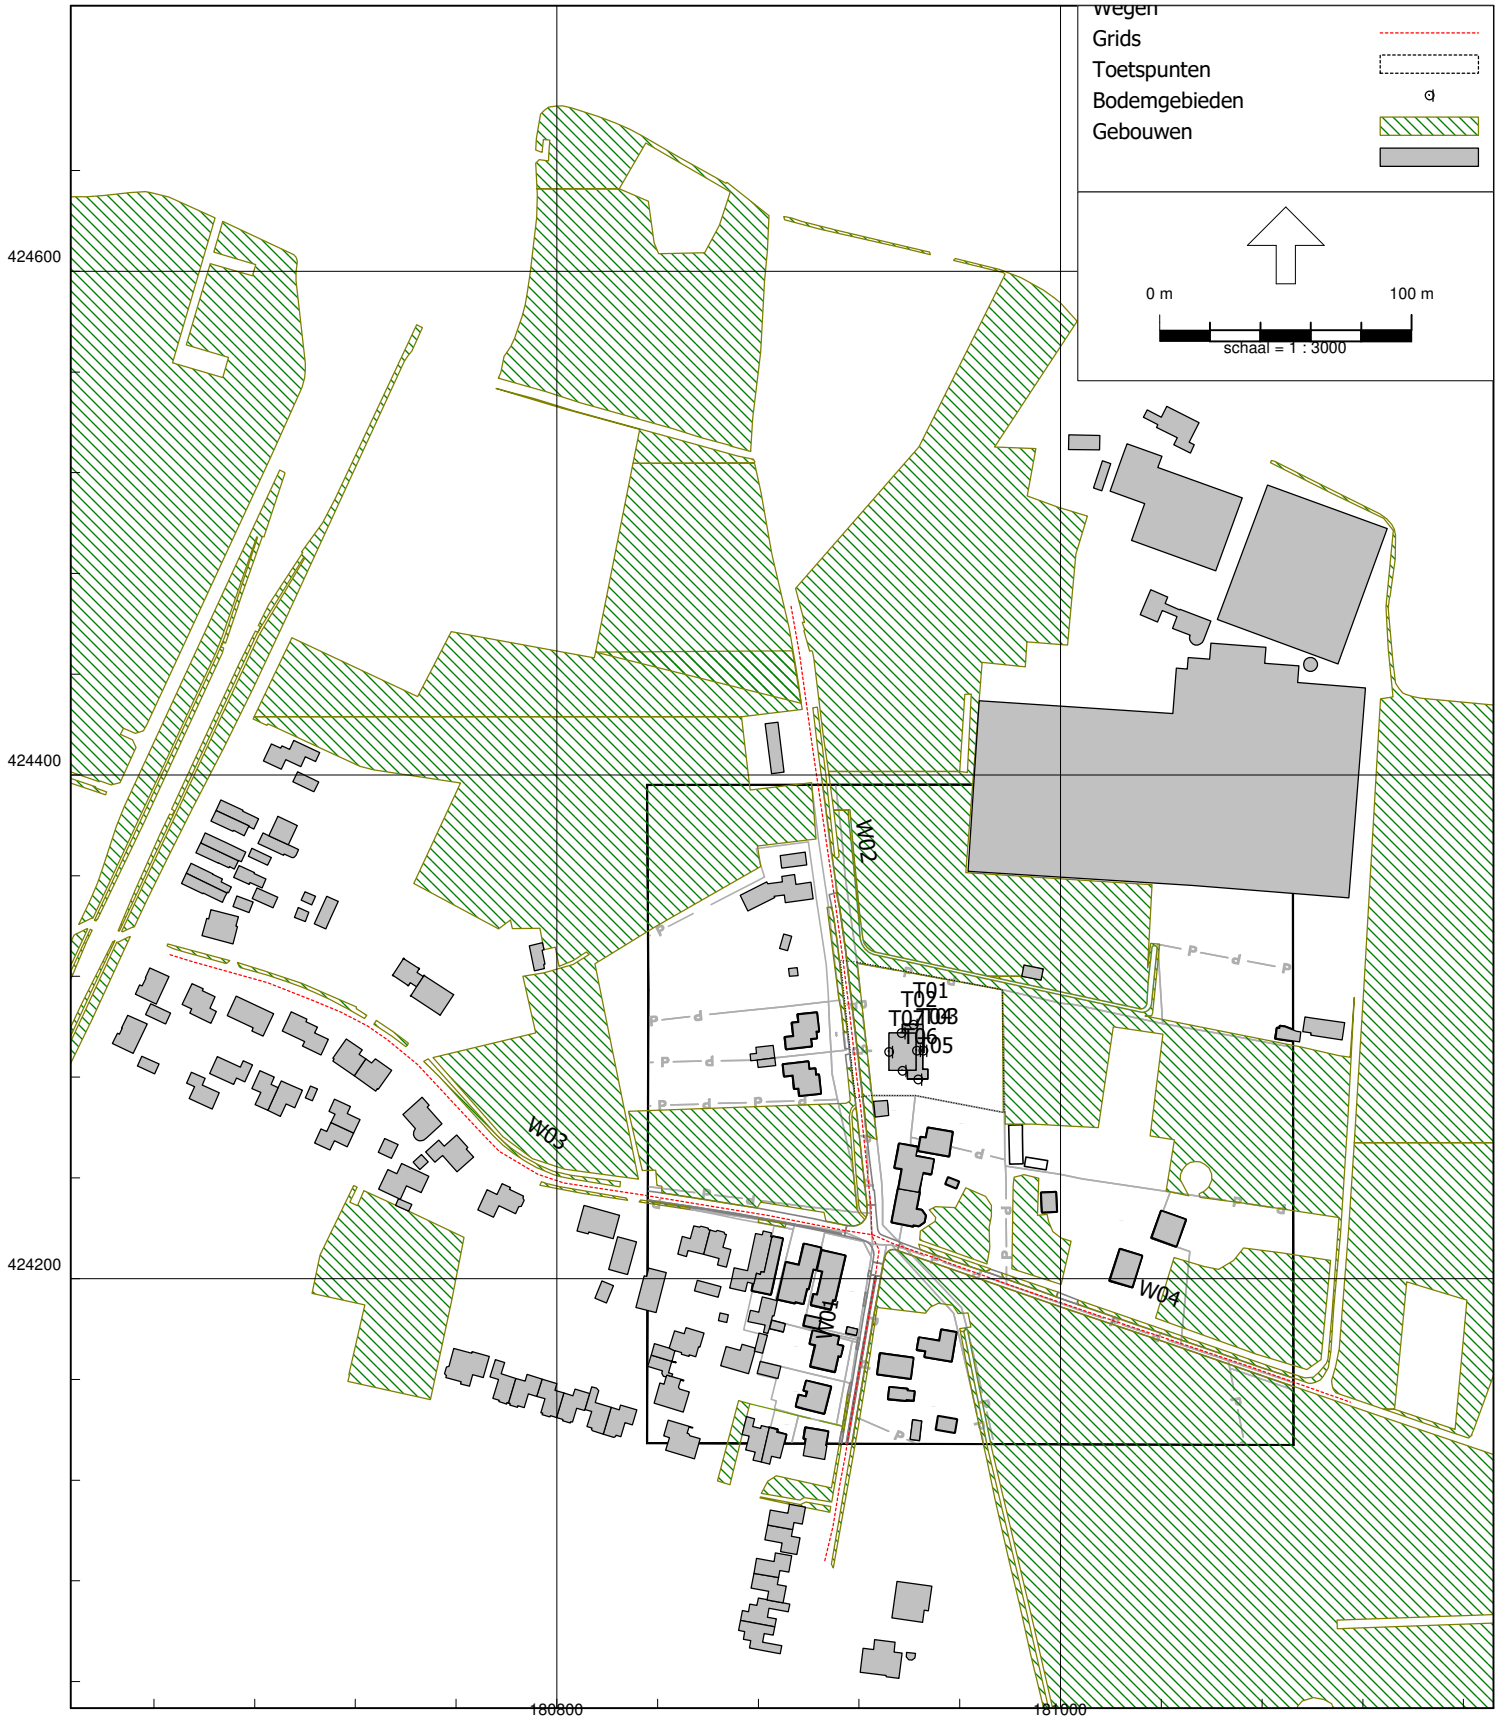 Wegen
Grids
Toetspunten
Bodemgebieden
Gebouwen
424600
0 m 100 m
schaal = 1 : 3000
424400
W02
T01
T02
T07 T04 T03
T06
T05
W03
424200
W04
W01
180800 181000